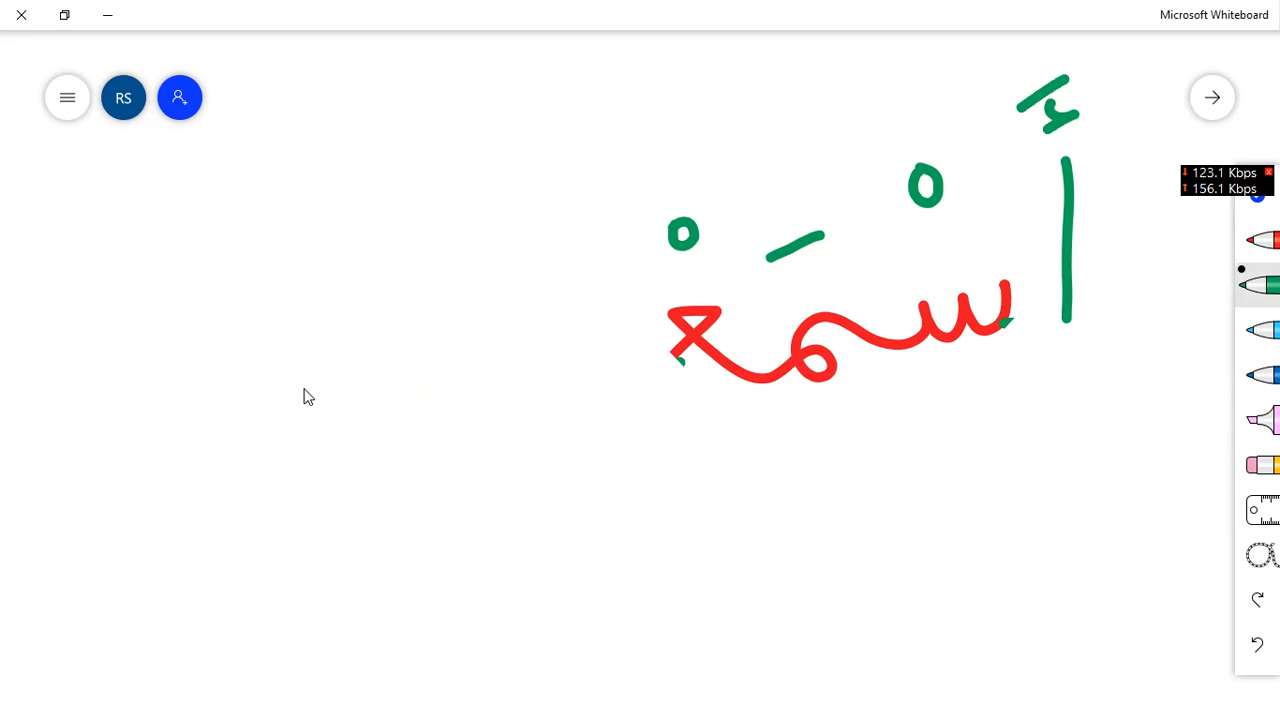 Microsoft Whiteboard
RS
↓ 123.1 Kbps x
↑ 156.1 Kbps
أَسْمَعْ